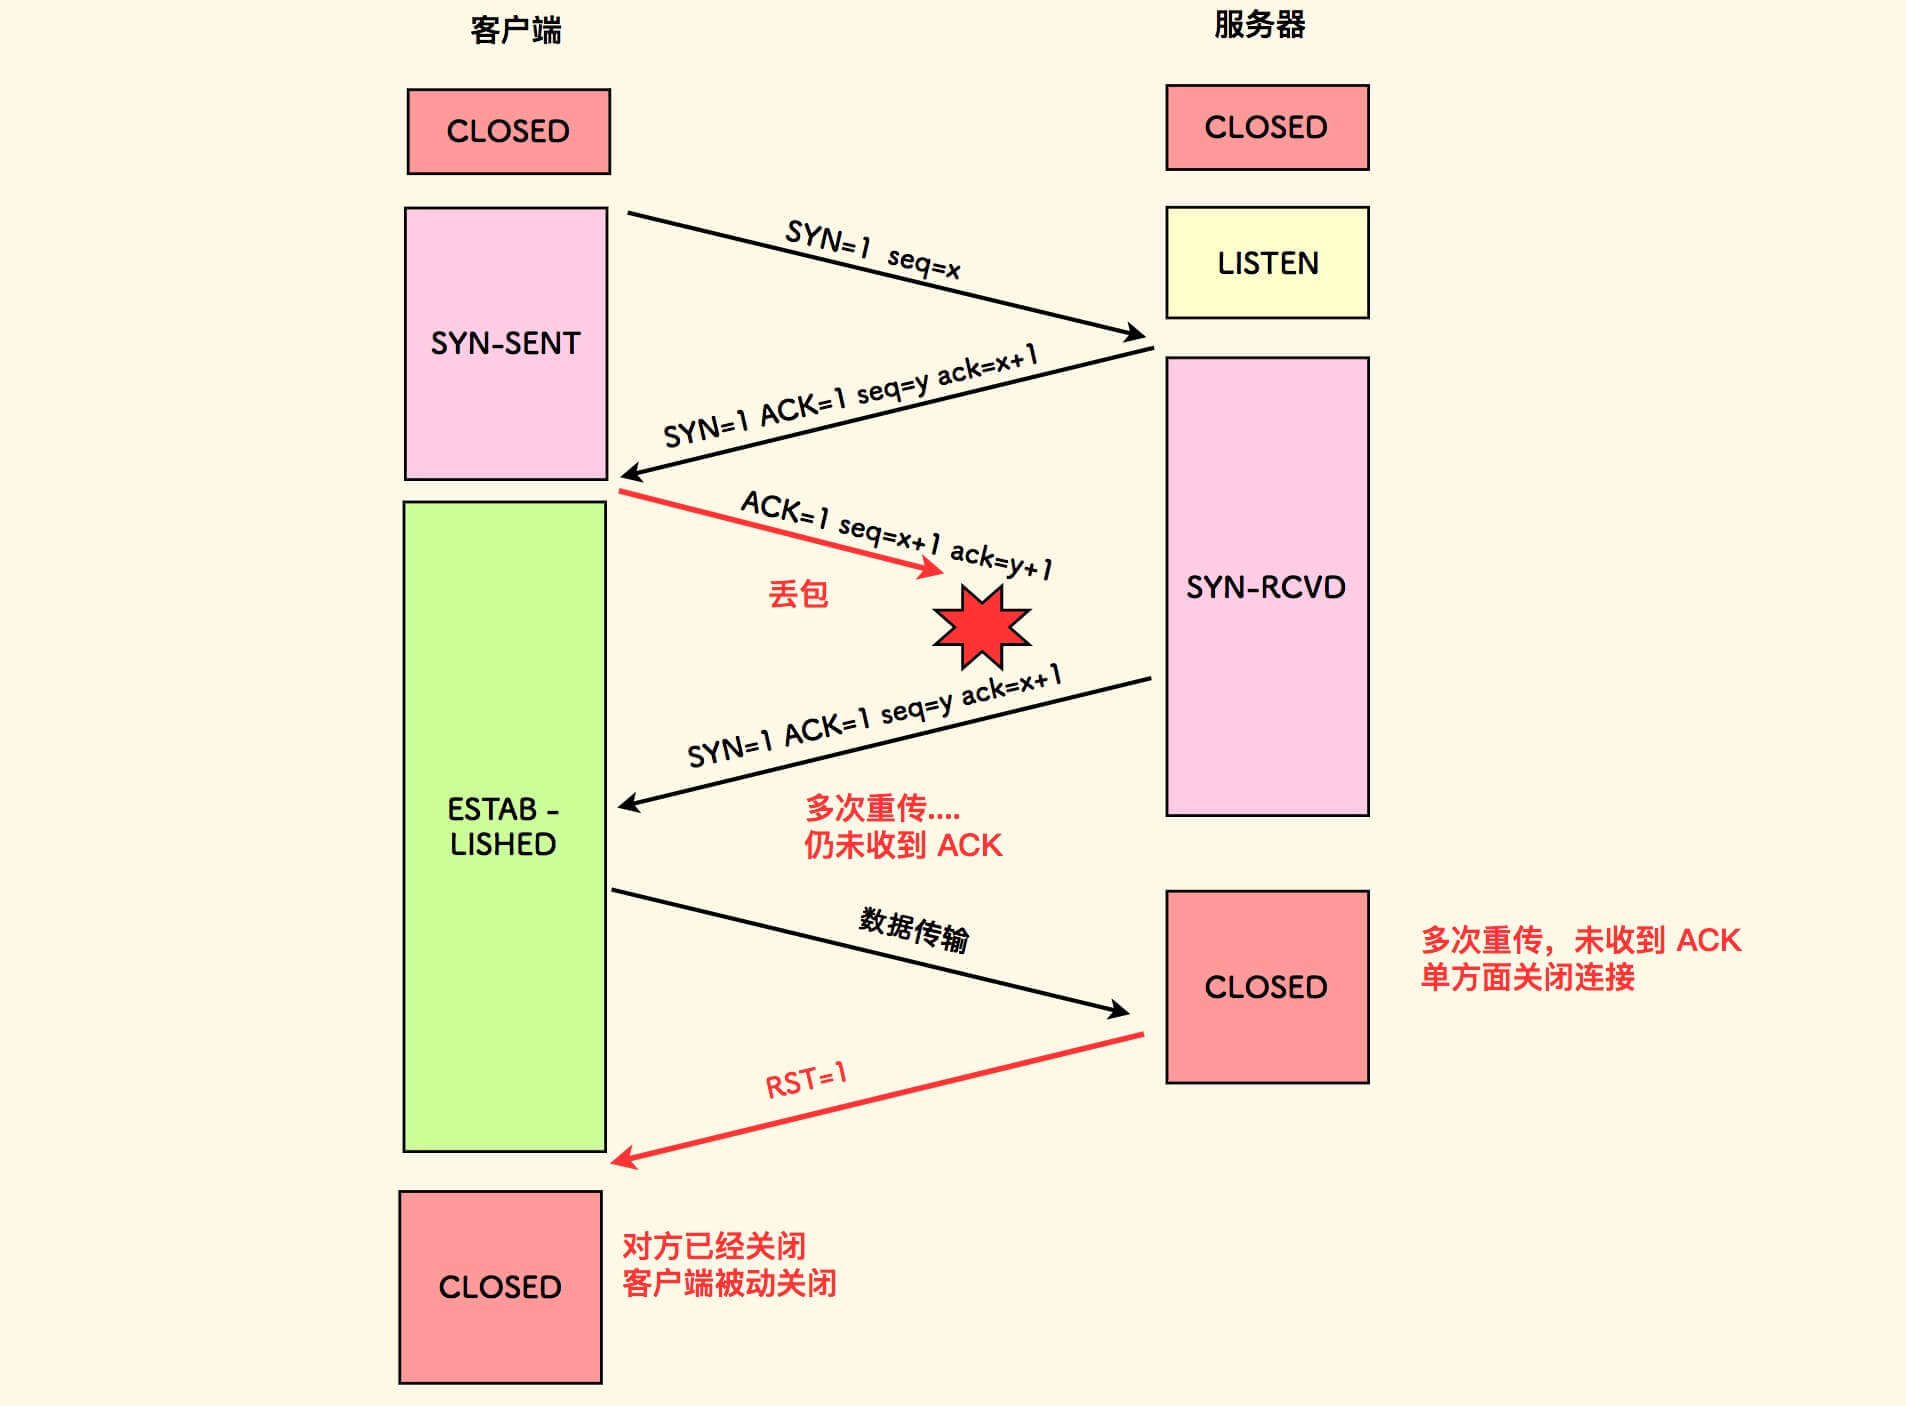 客户端
服务器
CLOSED
CLOSED
SYN=1 seq=x
LISTEN
SYN-SENT
SYN=1 ACK=1 seq=y ack=x+1
ACK=1 seq=x+1 ack=y+1
丢包
SYN-RCVD
SYN=1 ACK=1 seq=y ack=x+1
多次重传....
仍未收到 ACK
ESTAB -
LISHED
数据传输
CLOSED
多次重传，未收到 ACK
单方面关闭连接
RST=1
对方已经关闭
客户端被动关闭
CLOSED